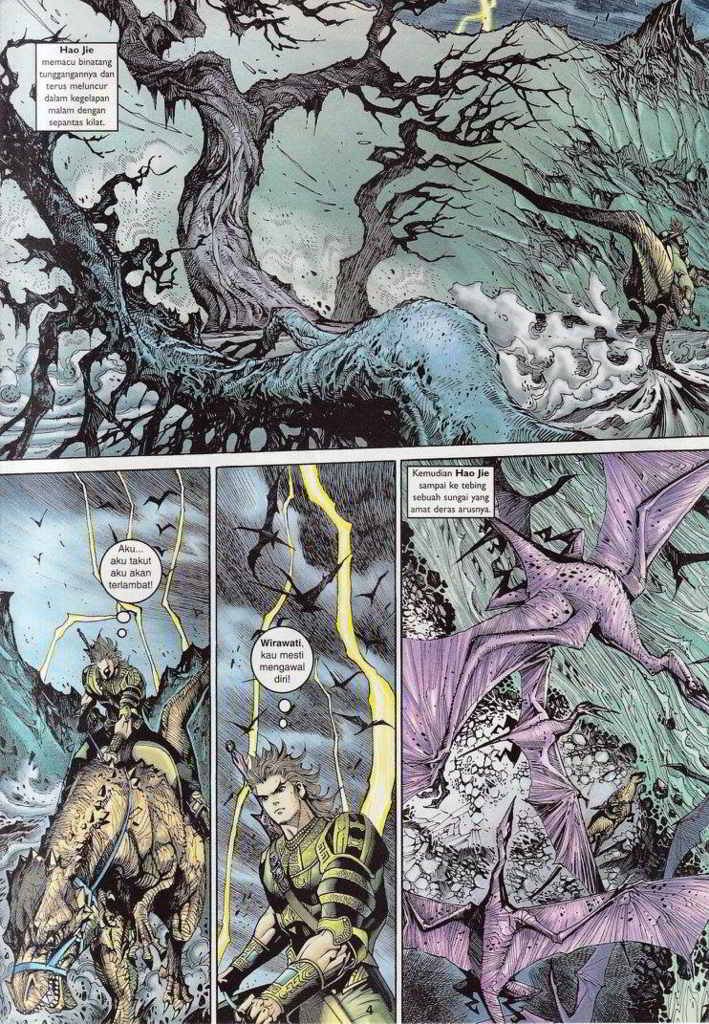 Hao Jie
memacu binatang
tunggangannya dan
terus meluncur
dalam kegelapan
malam dengan
sepantas kilat.
Aku...
aku takut
aku akan
terlambat!
Wirawati,
kau mesti
mengawal
diri!
Kemudian Hao Jie
sampai ke tebing
sebuah sungai yang
amat deras arusnya.
4